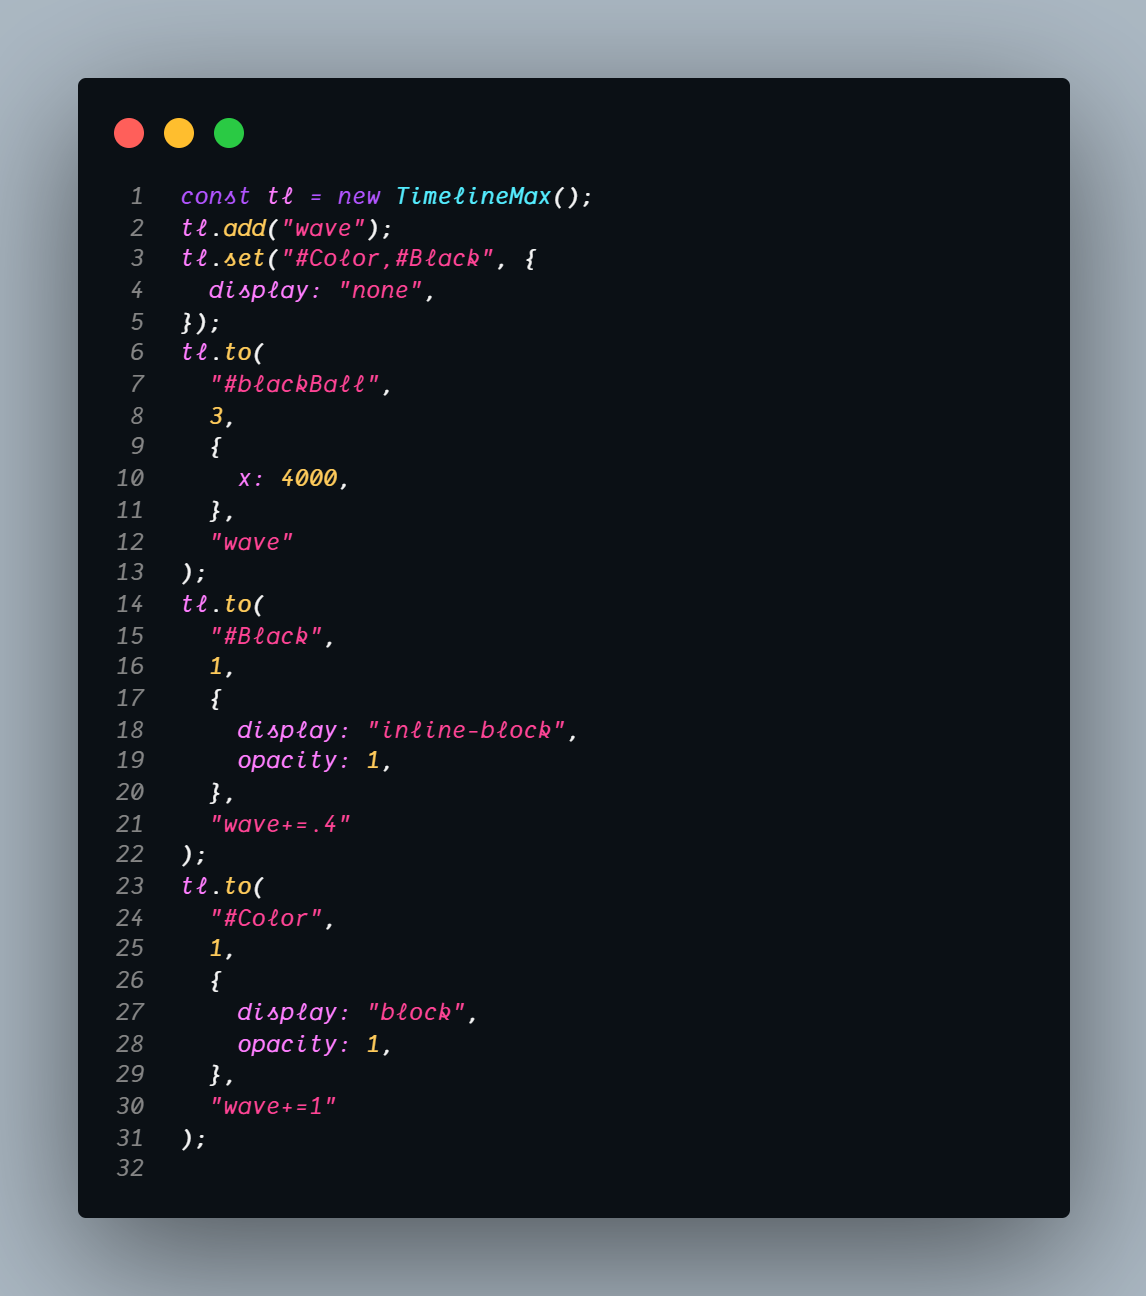 1 const tl = new TimelineMax();
2 tl.add("wave");
3 tl.set("#Color,#Black", {
4   display: "none",
5 });
6 tl.to(
7   "#blackBall",
8   3,
9   {
10     x: 4000,
11   },
12   "wave"
13 );
14 tl.to(
15   "#Black",
16   1,
17   {
18     display: "inline-block",
19     opacity: 1,
20   },
21   "wave+=.4"
22 );
23 tl.to(
24   "#Color",
25   1,
26   {
27     display: "block",
28     opacity: 1,
29   },
30   "wave+=1"
31 );
32